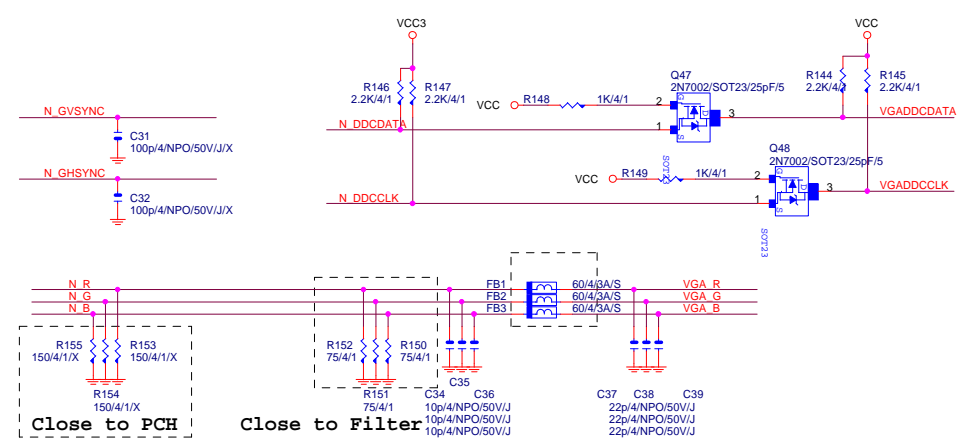 VCC3
VCC
R146
2.2K/4/1
R147
2.2K/4/1
Q47
2N7002/SOT23/25pF/5
R144
2.2K/4/1
R145
2.2K/4/1
VCC
R148
1K/4/1
2
G
D
S
3
1
N_GVSYNC
C31
100p/4/NPO/50V/J/X
N_DDCDATA
VGADDCDATA
Q48
2N7002/SOT23/25pF/5
N_GHSYNC
C32
100p/4/NPO/50V/J/X
VCC
R149
SOT23
1K/4/1
2
G
D
S
3
1
N_DDCCLK
VGADDCCLK
SOT23
N_R
N_G
N_B
FB1
FB2
FB3
60/4/3A/S
60/4/3A/S
60/4/3A/S
VGA_R
VGA_G
VGA_B
R155
150/4/1/X
R153
150/4/1/X
R154
150/4/1/X
R152
75/4/1
R150
75/4/1
R151
75/4/1
C35
C34
C36
10p/4/NPO/50V/J
10p/4/NPO/50V/J
10p/4/NPO/50V/J
C37
C38
C39
22p/4/NPO/50V/J
22p/4/NPO/50V/J
22p/4/NPO/50V/J
Close to PCH
Close to Filter